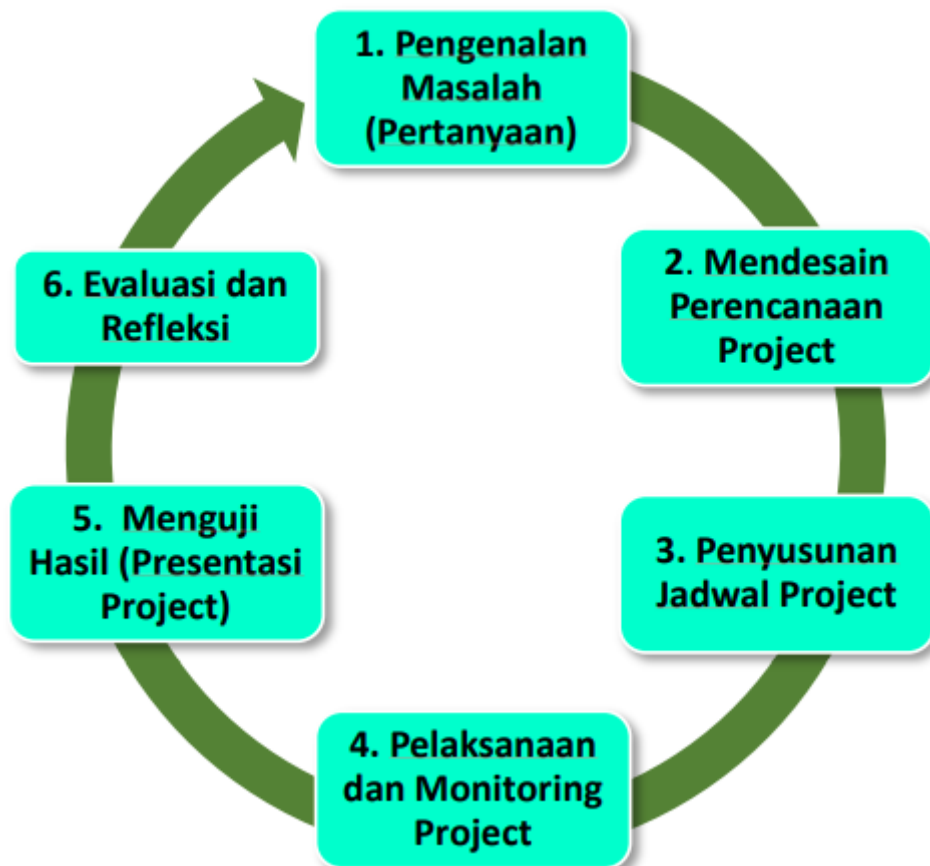 1. Pengenalan
Masalah
(Pertanyaan)
2. Mendesain
Perencanaan
Project
3. Penyusunan
Jadwal Project
4. Pelaksanaan
dan Monitoring
Project
5. Menguji
Hasil (Presentasi
Project)
6. Evaluasi dan
Refleksi